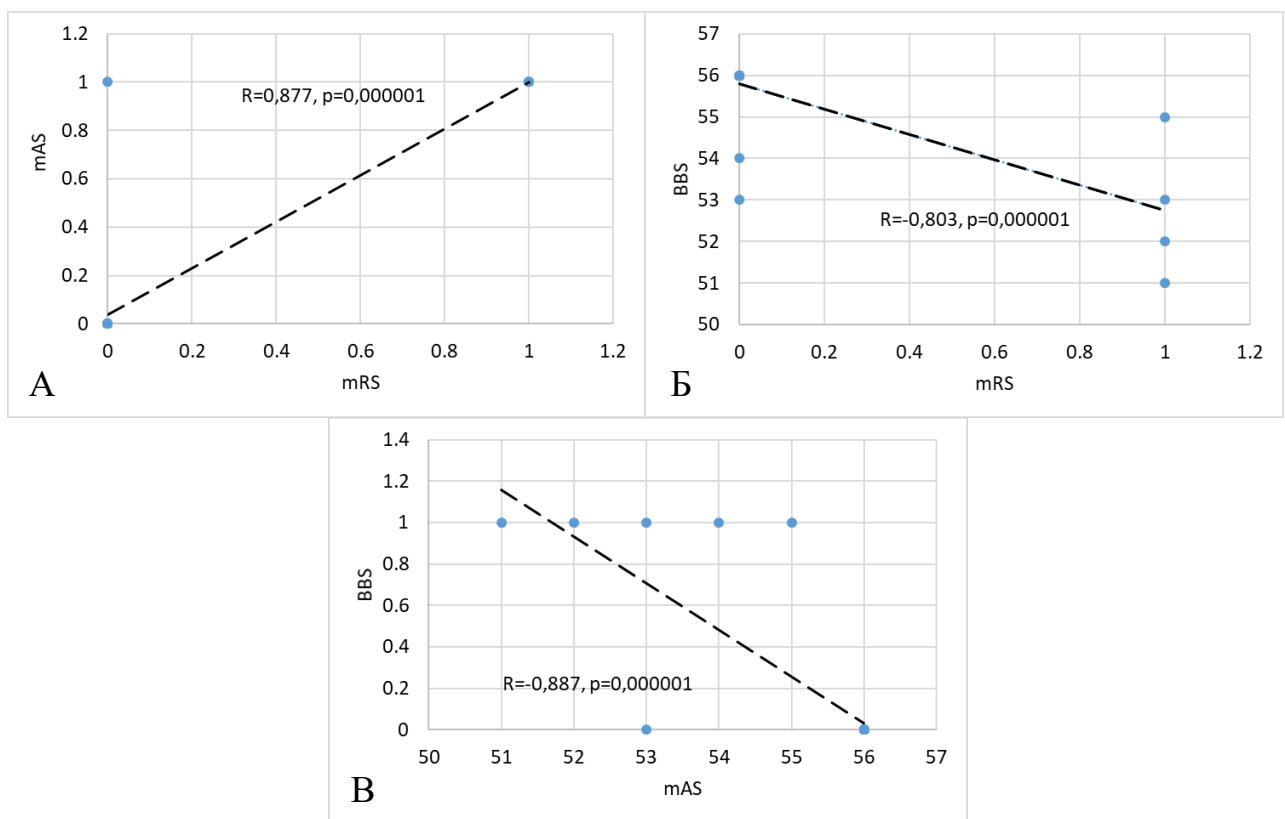 1.2
1
0.8
0.6
0.4
0.2
0
mAS
R=0,877, p=0,000001
0 0.2 0.4 0.6 0.8 1 1.2
mRS
А
57
56
55
54
53
52
51
50
BBS
R=-0,803, p=0,000001
0 0.2 0.4 0.6 0.8 1 1.2
mRS
Б
1.4
1.2
1
0.8
0.6
0.4
0.2
0
BBS
R=-0,887, p=0,000001
50 51 52 53 54 55 56 57
mAS
В